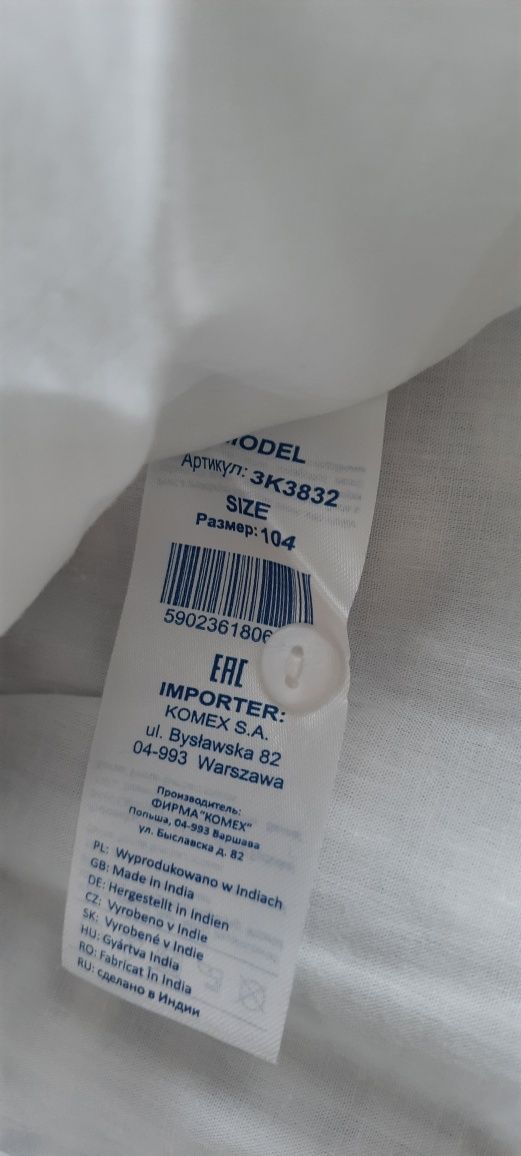 MODEL
Артикул: 3K3832
SIZE
Размер: 104
5902361806
EAC
IMPORTER:
KOMEX S.A.
ul. Bysławska 82
04-993 Warszawa
Производитель:
ФИРМА "КОМЕХ"
Польша, 04-993 Варшава
ул. Быславска д. 82
PL: Wyprodukowano w Indiach
GB: Made in India
DE: Hergestellt in Indien
CZ: Vyrobeno v Indie
SK: Vyrobené v Indie
HU: Gyártva India
RO: Fabricat În India
RU: сделано в Индии